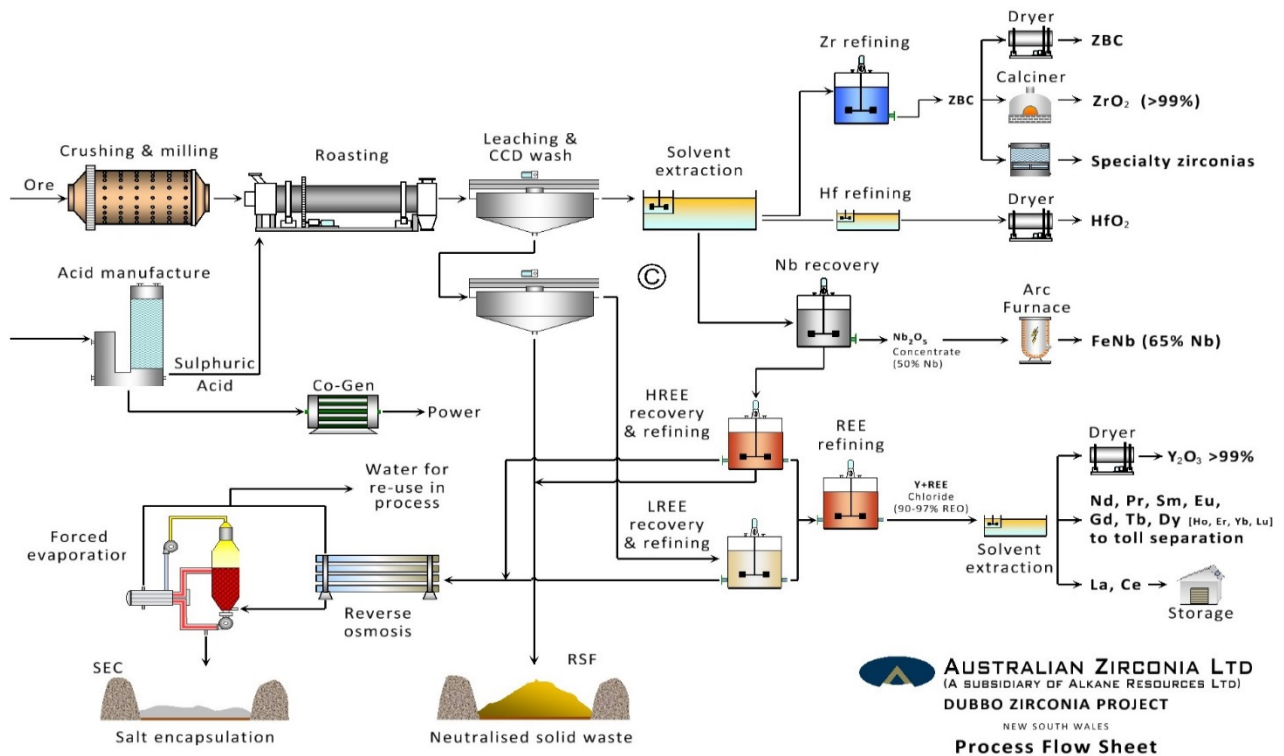 Dryer
Zr refining
ZBC
ZBC
Calciner
ZrO₂ (>99%)
Specialty zirconias
Leaching &
CCD wash
Crushing & milling
Roasting
Solvent
extraction
Ore
Hf refining
Dryer
HfO₂
Acid manufacture
©
Nb recovery
Arc
Furnace
Sulphuric
Acid
Nb₂O₅
Concentrate
(50% Nb)
FeNb (65% Nb)
Co-Gen
Power
HREE
recovery
& refining
REE
refining
Dryer
Y₂O₃ >99%
Water for
re-use in
process
Y+REE
Chloride
(90-97% REO)
Nd, Pr, Sm, Eu,
Gd, Tb, Dy [Ho, Er, Yb, Lu]
to toll separation
LREE
recovery
& refining
Forced
evaporatior
Solvent
extraction
La, Ce
Storage
Reverse
osmosis
SEC
RSF
Salt encapsulation
Neutralised solid waste
AUSTRALIAN ZIRCONIA LTD
(A SUBSIDIARY OF ALKANE RESOURCES LTD)
DUBBO ZIRCONIA PROJECT
NEW SOUTH WALES
Process Flow Sheet